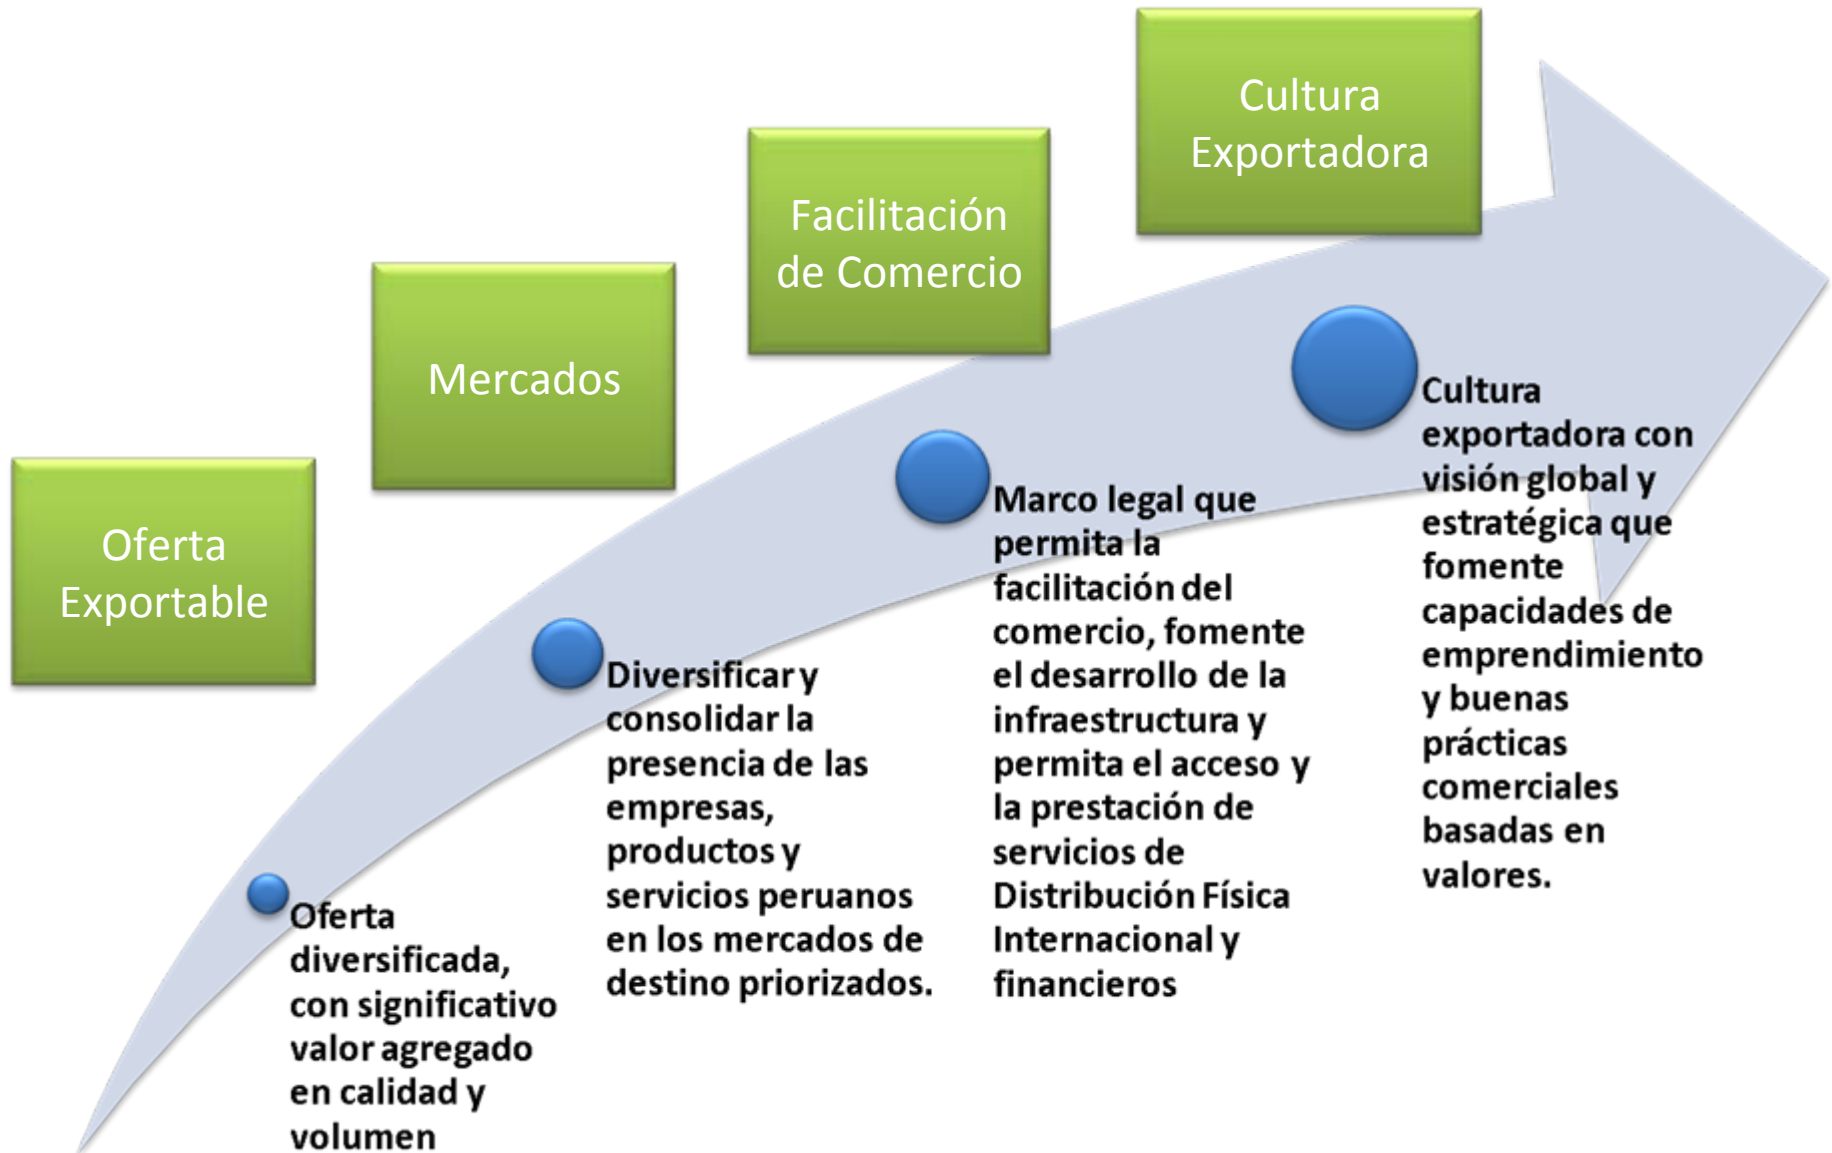 Cultura
Exportadora
Facilitación
de Comercio
Mercados
Oferta
Exportable
Oferta
diversificada,
con significativo
valor agregado
en calidad y
volumen
Diversificar y
consolidar la
presencia de las
empresas,
productos y
servicios peruanos
en los mercados de
destino priorizados.
Marco legal que
permita la
facilitación del
comercio, fomente
el desarrollo de la
infraestructura y
permita el acceso y
la prestación de
servicios de
Distribución Física
Internacional y
financieros
Cultura
exportadora con
visión global y
estratégica que
fomente
capacidades de
emprendimiento
y buenas
prácticas
comerciales
basadas en
valores.